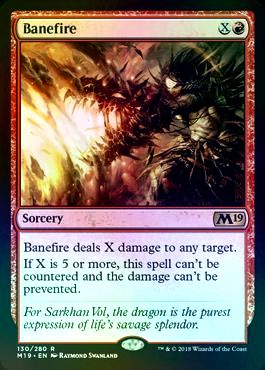 Banefire X R
Sorcery M19
Banefire deals X damage to any target.
If X is 5 or more, this spell can't be
countered and the damage can't be
prevented.
For Sarkhan Vol, the dragon is the purest
expression of life's savage splendor.
130/280 R
M19 • EN RAYMOND SWANLAND ™ & © 2018 Wizards of the Coast